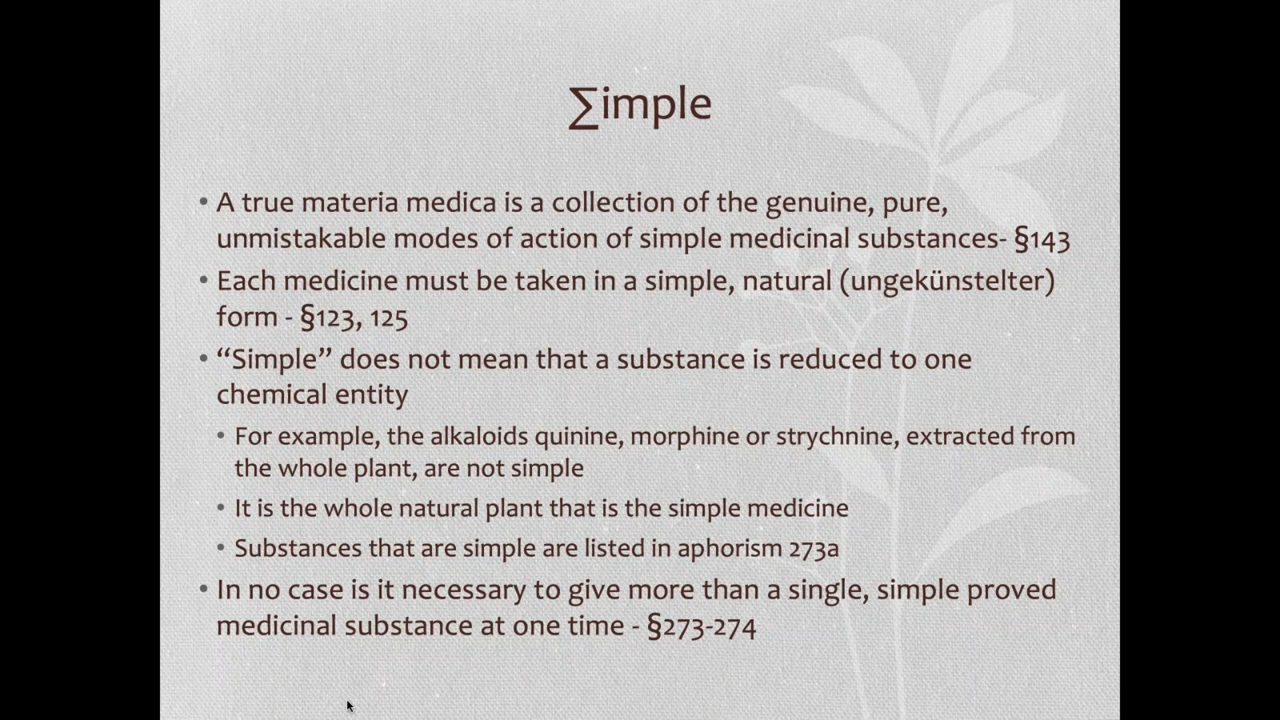 ∑imple
• A true materia medica is a collection of the genuine, pure,
unmistakable modes of action of simple medicinal substances- §143
• Each medicine must be taken in a simple, natural (ungekünstelter)
form - §123, 125
• “Simple” does not mean that a substance is reduced to one
chemical entity
• For example, the alkaloids quinine, morphine or strychnine, extracted from
the whole plant, are not simple
• It is the whole natural plant that is the simple medicine
• Substances that are simple are listed in aphorism 273a
• In no case is it necessary to give more than a single, simple proved
medicinal substance at one time - §273-274